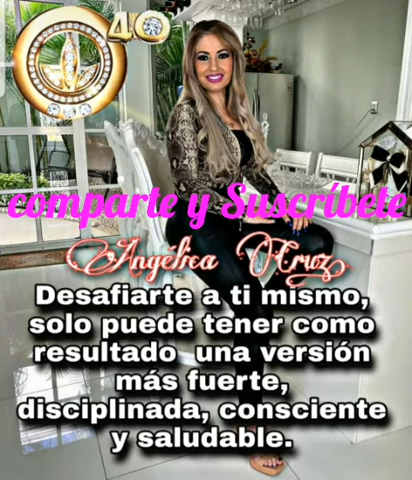 40
comparte y Suscríbete
Angélica Cruz
Desafiarte a ti mismo,
solo puede tener como
resultado una versión
más fuerte,
disciplinada, consciente
y saludable.